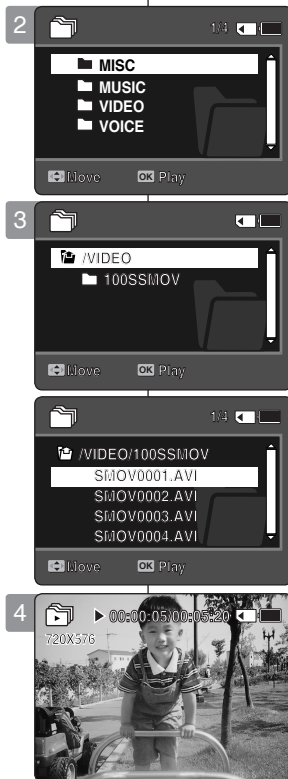 2
1/4
MISC
MUSIC
VIDEO
VOICE
Move OK Play
3
/VIDEO
100SSMOV
Move OK Play
1/4
/VIDEO/100SSMOV
SMOV0001.AVI
SMOV0002.AVI
SMOV0003.AVI
SMOV0004.AVI
Move OK Play
4
00:00:05/00:05:20
720X576